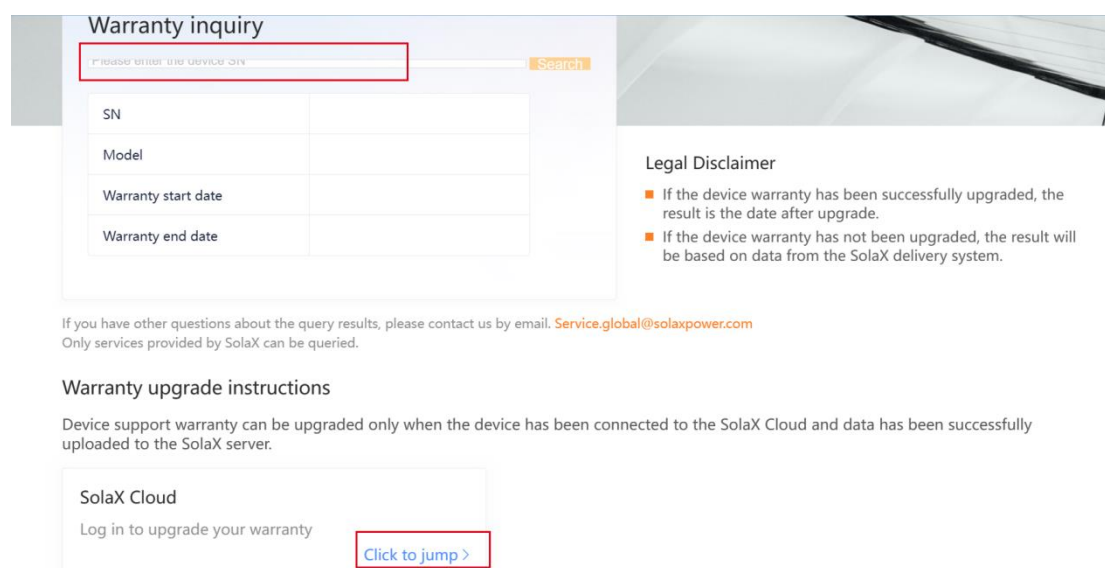 Warranty inquiry
Please enter the device SN
Search
SN
Model
Warranty start date
Warranty end date
Legal Disclaimer
If the device warranty has been successfully upgraded, the
result is the date after upgrade.
If the device warranty has not been upgraded, the result will
be based on data from the SolaX delivery system.
If you have other questions about the query results, please contact us by email. Service.global@solaxpower.com
Only services provided by SolaX can be queried.
Warranty upgrade instructions
Device support warranty can be upgraded only when the device has been connected to the SolaX Cloud and data has been successfully
uploaded to the SolaX server.
SolaX Cloud
Log in to upgrade your warranty
Click to jump >